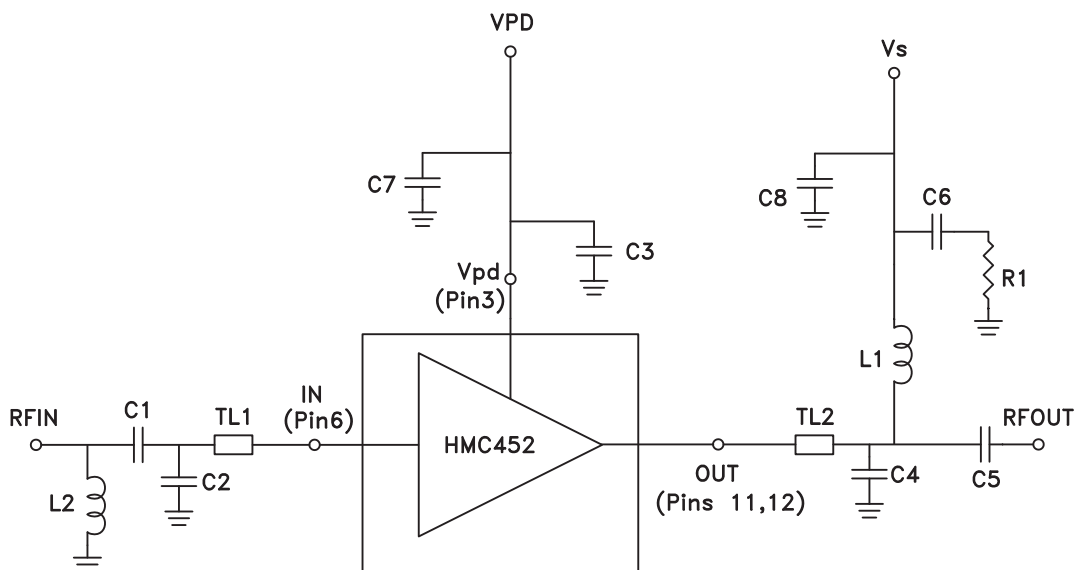 VPD
Vs
C7
C8
C6
C3
Vpd
(Pin3)
R1
L1
RFIN
C1
TL1
IN
(Pin6)
HMC452
TL2
RFOUT
L2
C2
OUT
(Pins 11,12)
C4
C5